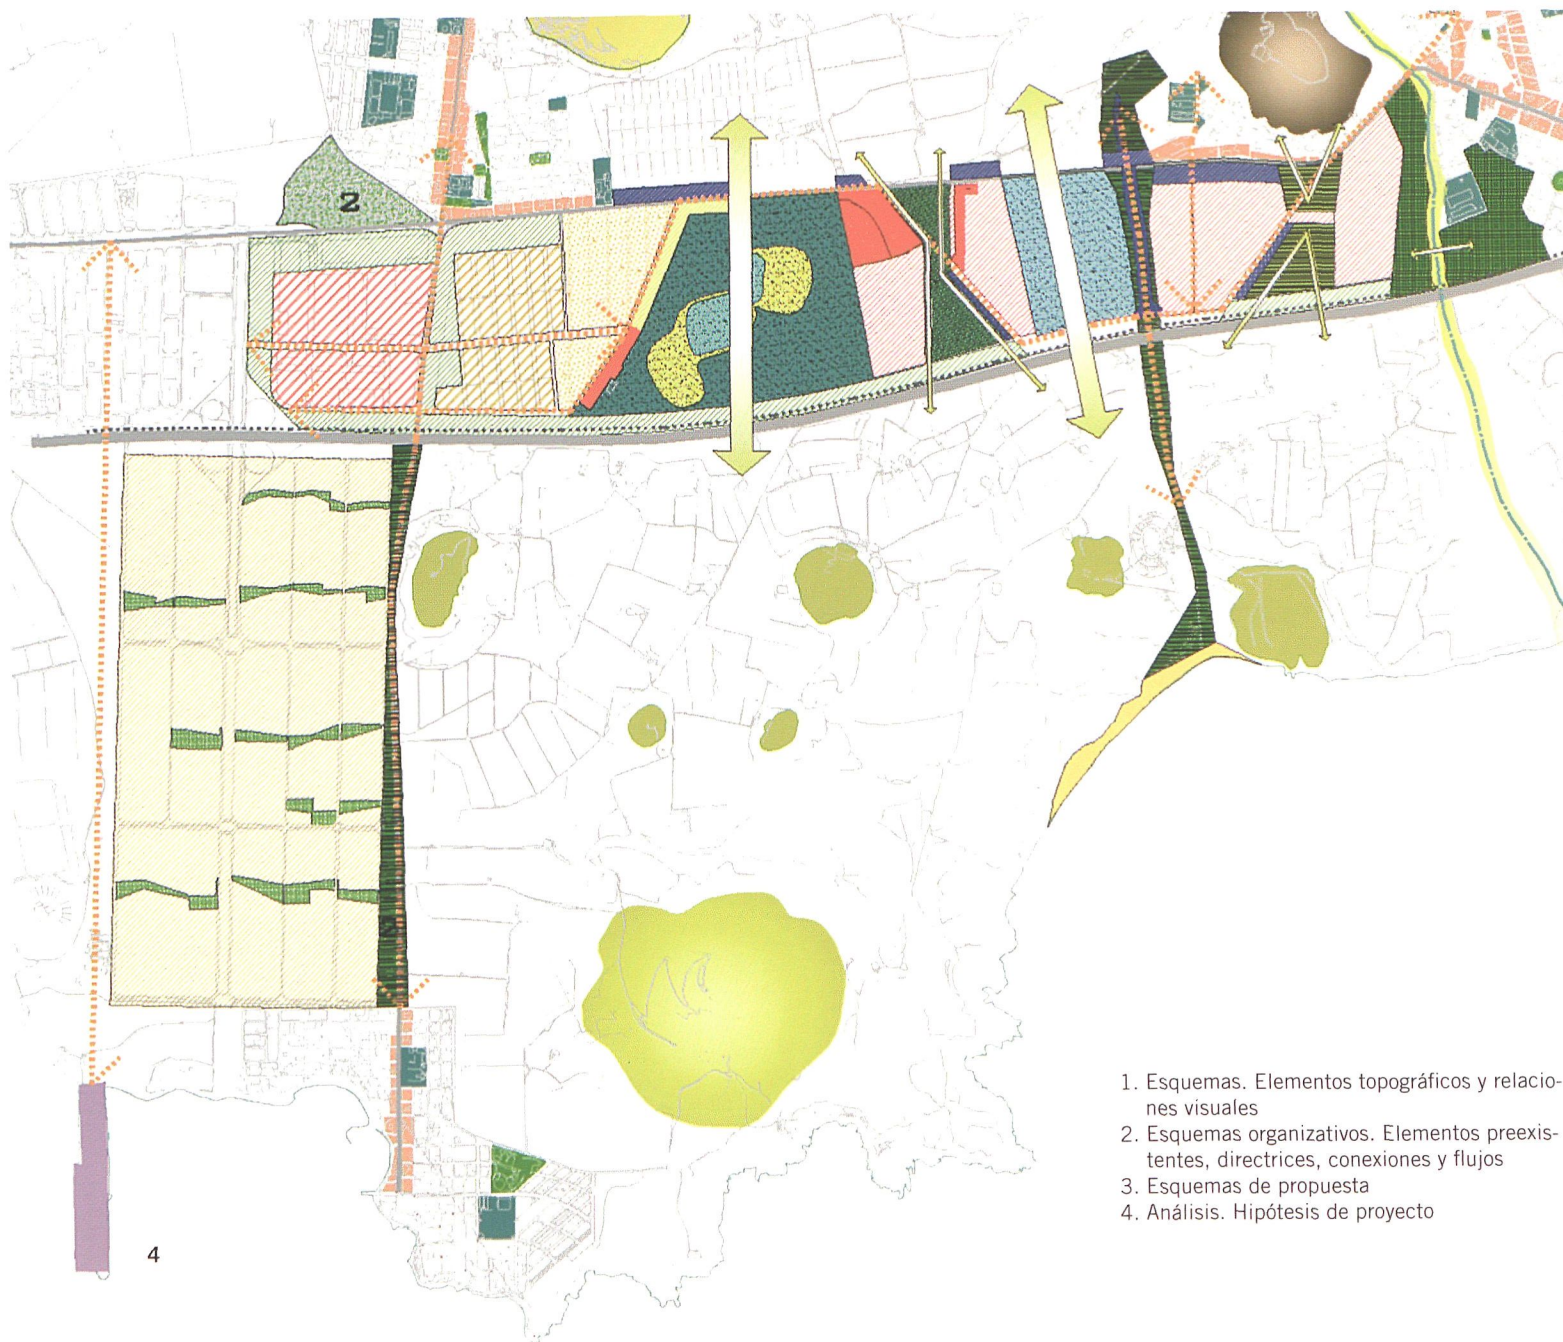 2
1. Esquemas. Elementos topográficos y relacio-
nes visuales
2. Esquemas organizativos. Elementos preexis-
tentes, directrices, conexiones y flujos
3. Esquemas de propuesta
4. Análisis. Hipótesis de proyecto
4